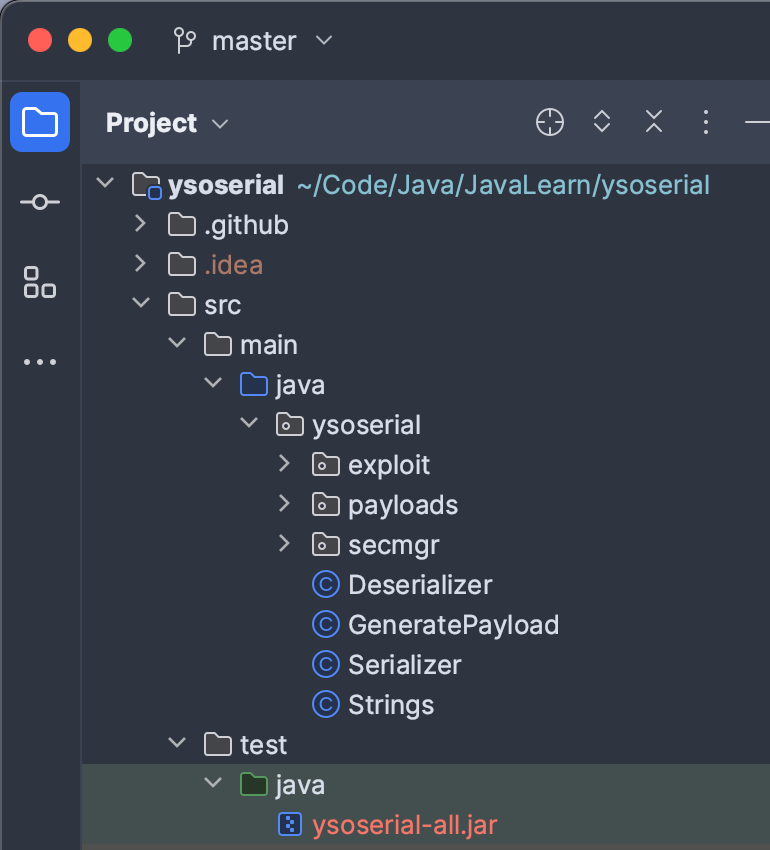 master
Project
ysoserial ~/Code/Java/JavaLearn/ysoserial
.github
.idea
src
main
java
ysoserial
exploit
payloads
secmgr
Deserializer
GeneratePayload
Serializer
Strings
test
java
ysoserial-all.jar